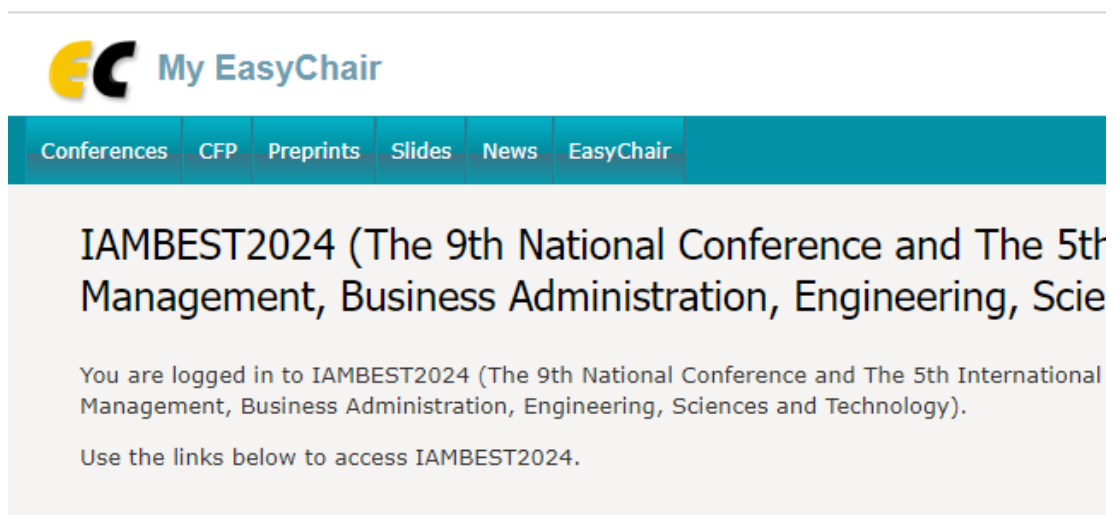 EC My EasyChair
Conferences CFP Preprints Slides News EasyChair
IAMBEST2024 (The 9th National Conference and The 5th
Management, Business Administration, Engineering, Scie
You are logged in to IAMBEST2024 (The 9th National Conference and The 5th International
Management, Business Administration, Engineering, Sciences and Technology).
Use the links below to access IAMBEST2024.